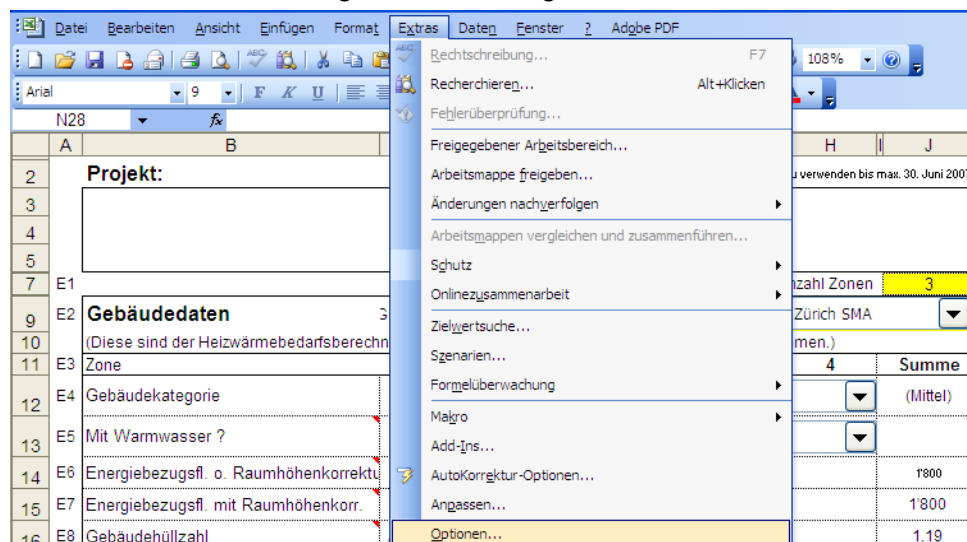 Datei Bearbeiten Ansicht Einfügen Format Extras Daten Fenster ? Adobe PDF
108%
Arial 9 F K U
N28 fx
A B H I J
Rechtschreibung... F7
Recherchieren... Alt+Klicken
Fehlerüberprüfung...
Freigegebener Arbeitsbereich...
Arbeitsmappe freigeben...
Änderungen nachverfolgen
Arbeitsmappen vergleichen und zusammenführen...
Schutz
Onlinezusammenarbeit
Zielwertsuche...
Szenarien...
Formelüberwachung
Makro
Add-Ins...
AutoKorrektur-Optionen...
Anpassen...
Optionen...
2 Projekt: verwenden bis max. 30. Juni 2007
3
4
5
7 E1 nzahl Zonen 3
9 E2 Gebäudedaten Zürich SMA
10 (Diese sind der Heizwärmebedarfsberechn men.)
11 E3 Zone 4 Summe
12 E4 Gebäudekategorie (Mittel)
13 E5 Mit Warmwasser ?
14 E6 Energiebezugsfl. o. Raumhöhenkorrektu 1'800
15 E7 Energiebezugsfl. mit Raumhöhenkorr. 1'800
16 E8 Gebäudehüllzahl 1.19